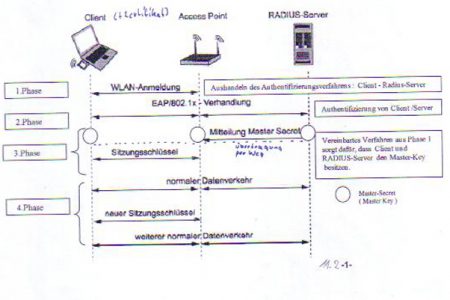 Client (+Zertifikat) Access Point RADIUS-Server
1.Phase
WLAN-Anmeldung
Aushandeln des Authentifizierungsverfahrens: Client - Radius-Server
EAP/802.1x - Verhandlung
Authentifizierung von Client /Server
2.Phase
Mitteilung Master Secret
Übertragung
per Weg
Vereinbartes Verfahren aus Phase 1
sorgt dafür, dass Client und
RADIUS-Server den Master-Key
besitzen.
3.Phase
Sitzungsschlüssel
normaler Datenverkehr
Master-Secret
( Master Key )
4.Phase
neuer Sitzungsschlüssel
weiterer normaler Datenverkehr
11.2 -1-